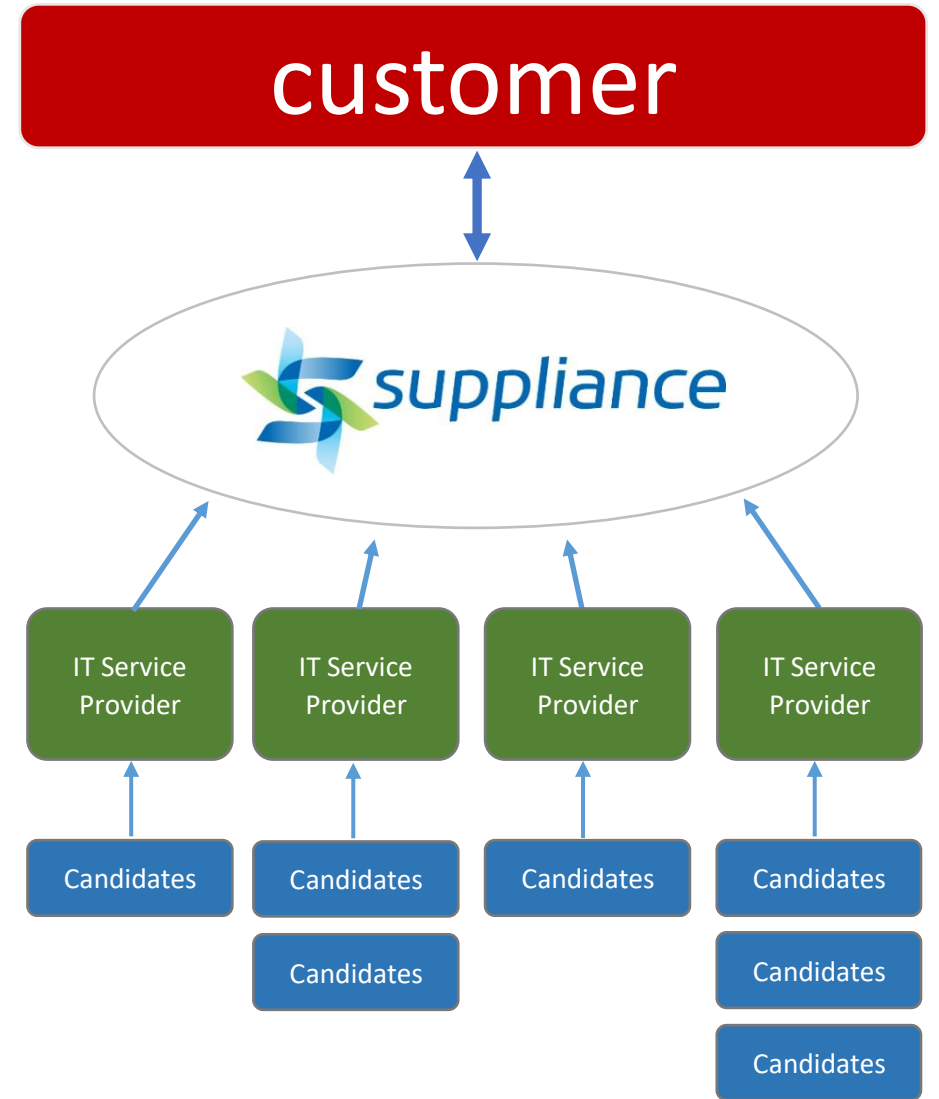 customer
suppliance
IT Service
Provider
IT Service
Provider
IT Service
Provider
IT Service
Provider
Candidates
Candidates
Candidates
Candidates
Candidates
Candidates
Candidates